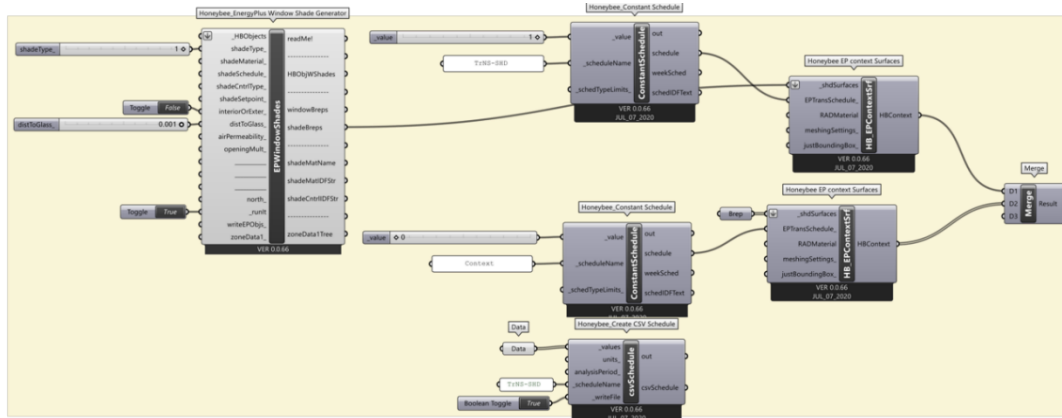 Honeybee_EnergyPlus Window Shade Generator
shadeType_ 1
Toggle False
distToGlass_ 0.001
Toggle True
_HBObjects
shadeType_
shadeMaterial_
shadeSchedule_
shadeCntrlType_
shadeSetpoint_
interiorOrExter_
distToGlass_
airPermeability_
openingMult_
north_
_runIt
writeEPObjs_
zoneData1_
EPWindowShades
readMe!
HBObjWShades
windowBreps
shadeBreps
shadeMatName
shadeMatIDFStr
shadeCntrlIDFStr
zoneData1Tree
VER 0.0.66
Honeybee_Constant Schedule
_value 1
TrNS-SHD
_value
_scheduleName
_schedTypeLimits_
ConstantSchedule
out
schedule
weekSched
schedIDFText
VER 0.0.66
JUL_07_2020
Honeybee EP context Surfaces
_shdSurfaces
EPTransSchedule_
RADMaterial
meshingSettings_
justBoundingBox_
HB_EPContextSrf
HBContext
VER 0.0.66
JUL_07_2020
Honeybee_Constant Schedule
_value 0
Context
_value
_scheduleName
_schedTypeLimits_
ConstantSchedule
out
schedule
weekSched
schedIDFText
VER 0.0.66
JUL_07_2020
Honeybee EP context Surfaces
Brep
_shdSurfaces
EPTransSchedule_
RADMaterial
meshingSettings_
justBoundingBox_
HB_EPContextSrf
HBContext
VER 0.0.66
JUL_07_2020
Merge
D1
D2
D3
Merge
Result
Honeybee_Create CSV Schedule
Data
Data
TrNS-SHD
Boolean Toggle True
_values
units_
analysisPeriod_
_scheduleName
_writeFile
csvSchedule
out
csvSchedule
VER 0.0.66
JUL_07_2020